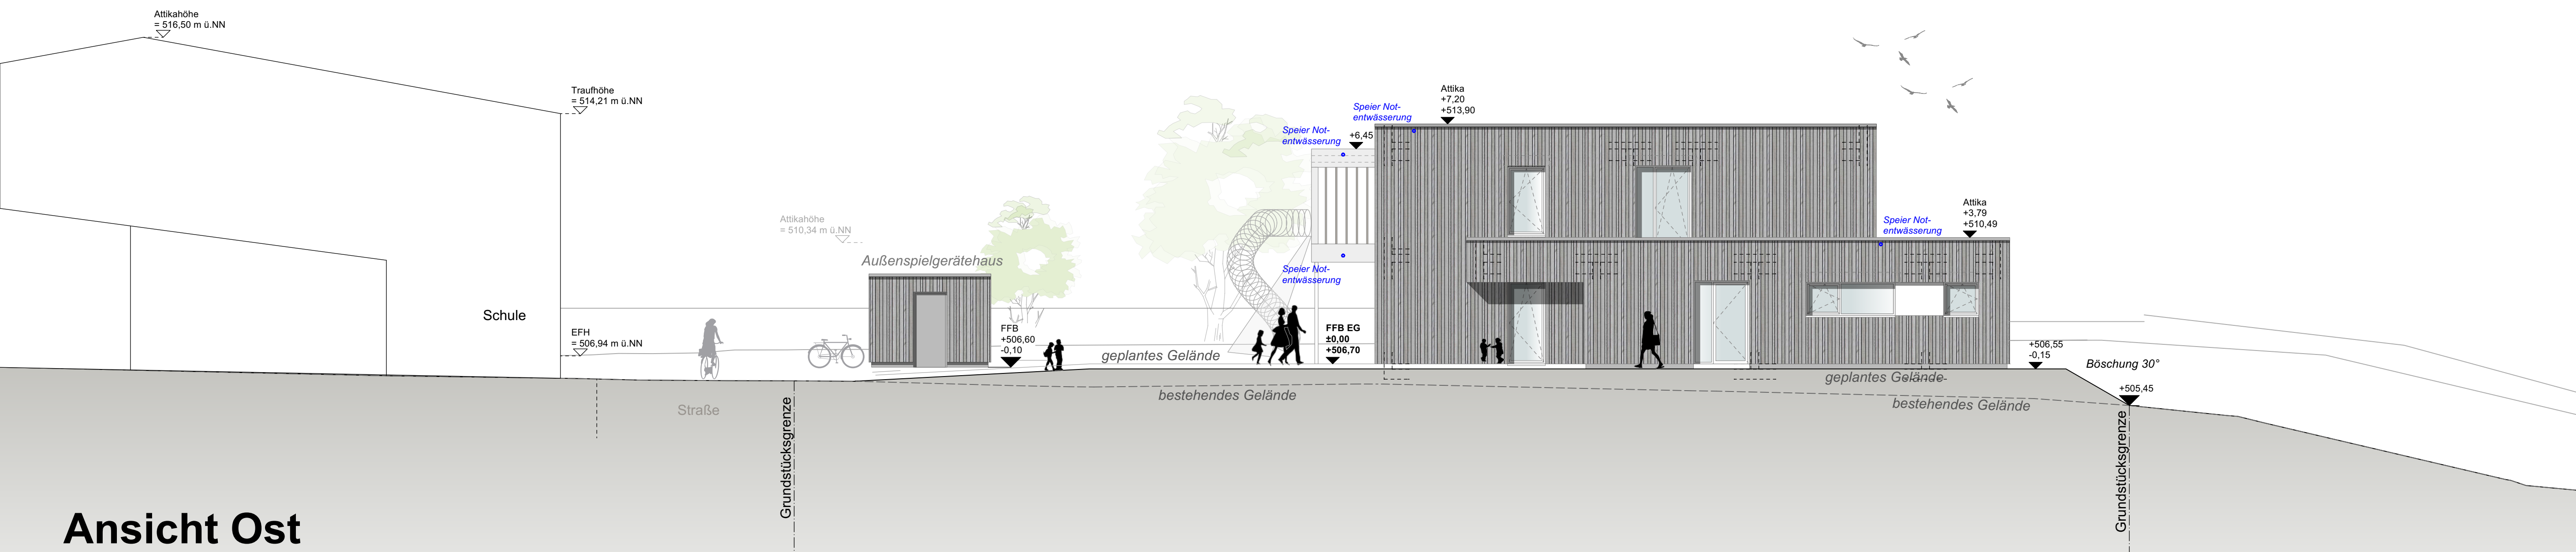 Attikahöhe
= 516,50 m ü.NN
Traufhöhe
= 514,21 m ü.NN
Attika
+7,20
+513,90
Speier Not-
entwässerung
Speier Not-
entwässerung
+6,45
Attika
+3,79
+510,49
Speier Not-
entwässerung
Attikahöhe
= 510,34 m ü.NN
Außenspielgerätehaus
Speier Not-
entwässerung
Schule
EFH
= 506,94 m ü.NN
FFB
+506,60
-0,10
geplantes Gelände
FFB EG
±0,00
+506,70
+506,55
-0,15
Böschung 30°
geplantes Gelände
+505,45
bestehendes Gelände
bestehendes Gelände
Straße
Grundstücksgrenze
Grundstücksgrenze
Ansicht Ost